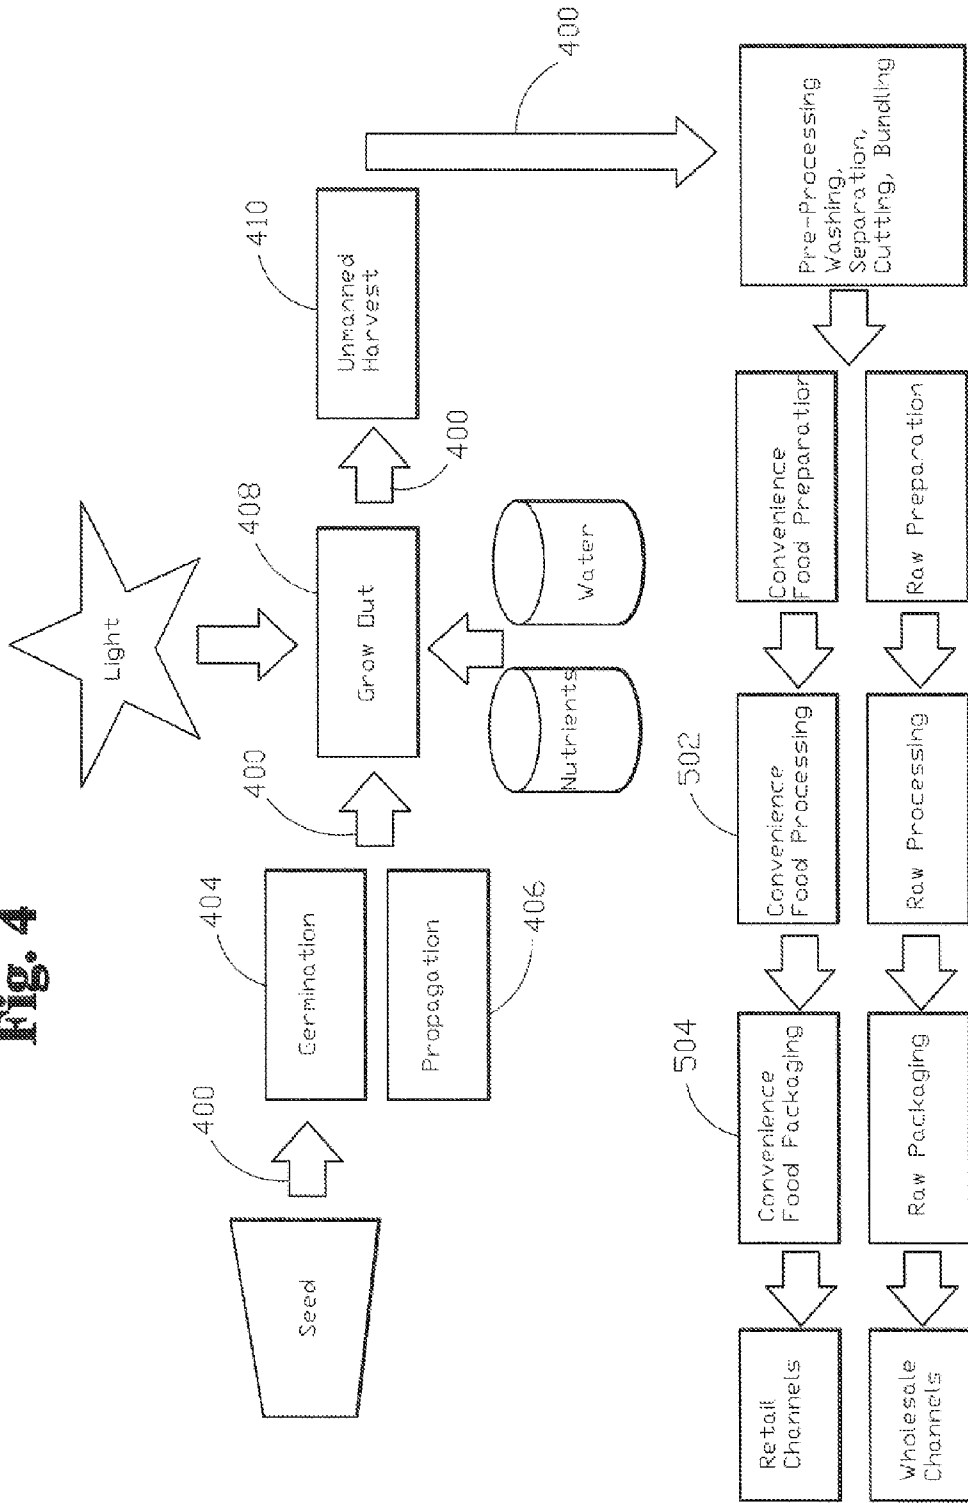 Fig. 4
Light
Seed
400
Germination
404
Propagation
406
400
Grow Out
408
Nutrients
Water
400
Unmanned
Harvest
410
400
Pre-Processing
Washing,
Separation,
Cutting, Bundling
Convenience
Food Preparation
Raw Preparation
Convenience
Food Processing
502
Raw Processing
Convenience
Food Packaging
504
Raw Packaging
Retail
Channels
Wholesale
Channels